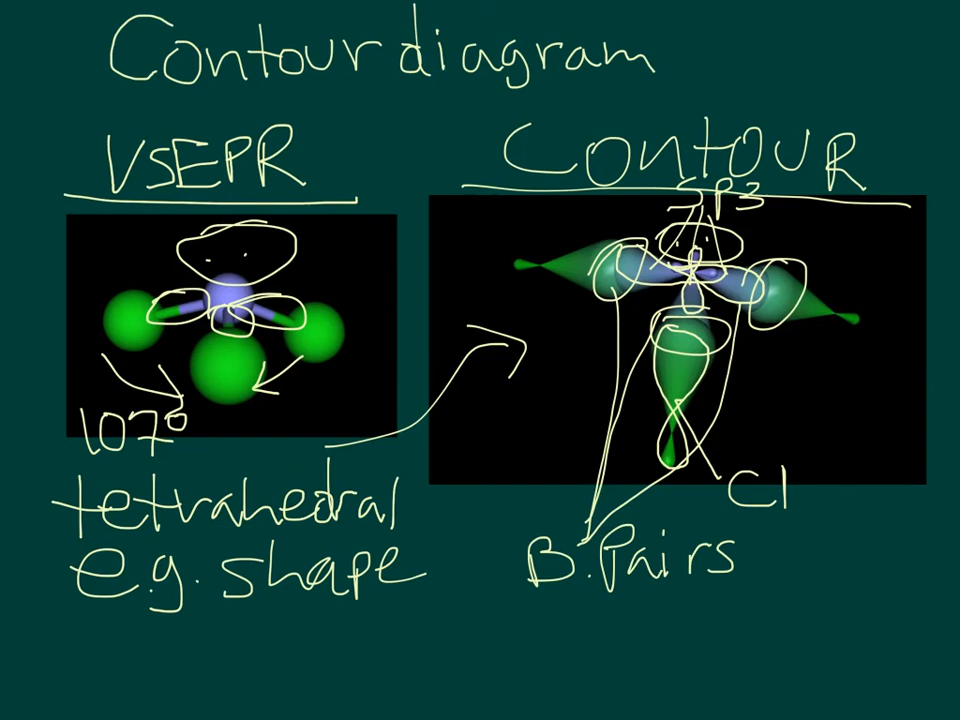 Contour diagram
VSEPR
Contour
SP3
107°
tetrahedral
e.g. shape
Cl
B.Pairs